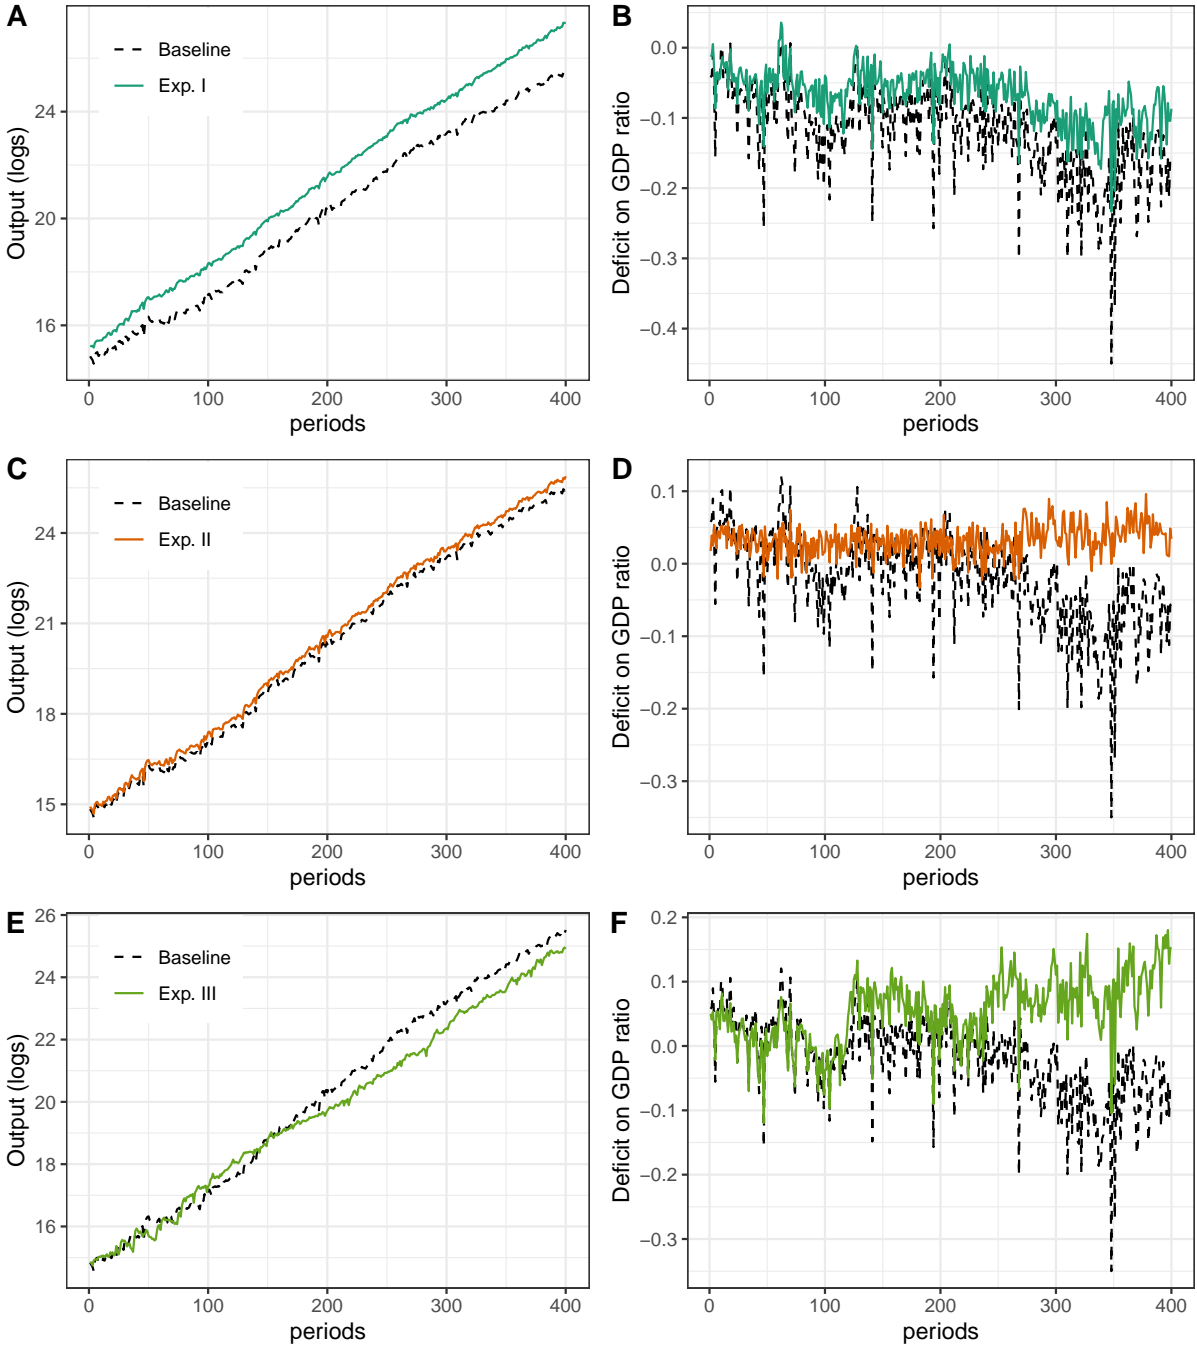 A
Output (logs)
24
20
16
Baseline
Exp. I
0
100
200
300
400
periods
B
Deficit on GDP ratio
0.0
−0.1
−0.2
−0.3
−0.4
0
100
200
300
400
periods
C
Output (logs)
24
21
18
15
Baseline
Exp. II
0
100
200
300
400
periods
D
Deficit on GDP ratio
0.1
0.0
−0.1
−0.2
−0.3
0
100
200
300
400
periods
E
Output (logs)
26
24
22
20
18
16
Baseline
Exp. III
0
100
200
300
400
periods
F
Deficit on GDP ratio
0.2
0.1
0.0
−0.1
−0.2
−0.3
0
100
200
300
400
periods